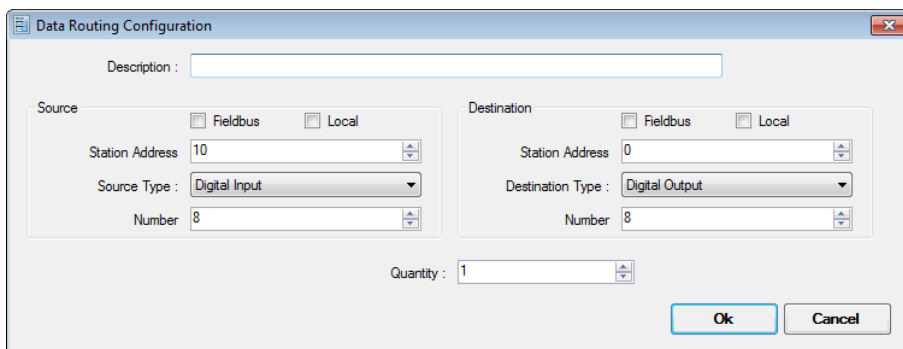 Data Routing Configuration
Description :
Source
Fieldbus Local
Station Address 10
Source Type : Digital Input
Number 8
Destination
Fieldbus Local
Station Address 0
Destination Type : Digital Output
Number 8
Quantity : 1
Ok Cancel